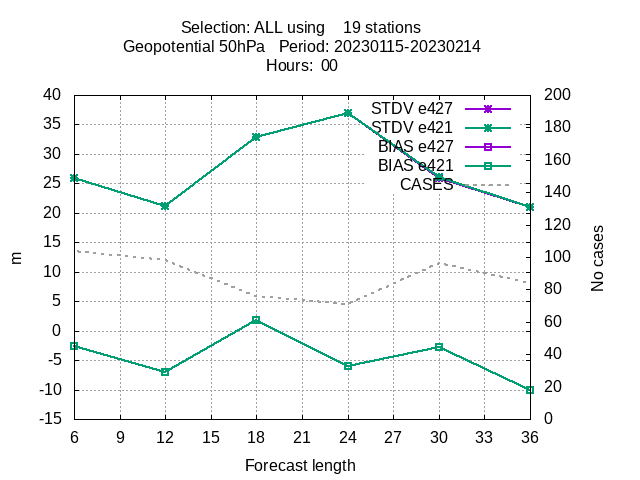 Selection: ALL using 19 stations
Geopotential 50hPa Period: 20230115-20230214
Hours: 00
40 200
35 180
30 160
25 140
20 120
15 100
10 80
5 60
0 40
-5 20
-10 0
-15
STDV e427
STDV e421
BIAS e427
BIAS e421
CASES
m
No cases
6 9 12 15 18 21 24 27 30 33 36
Forecast length